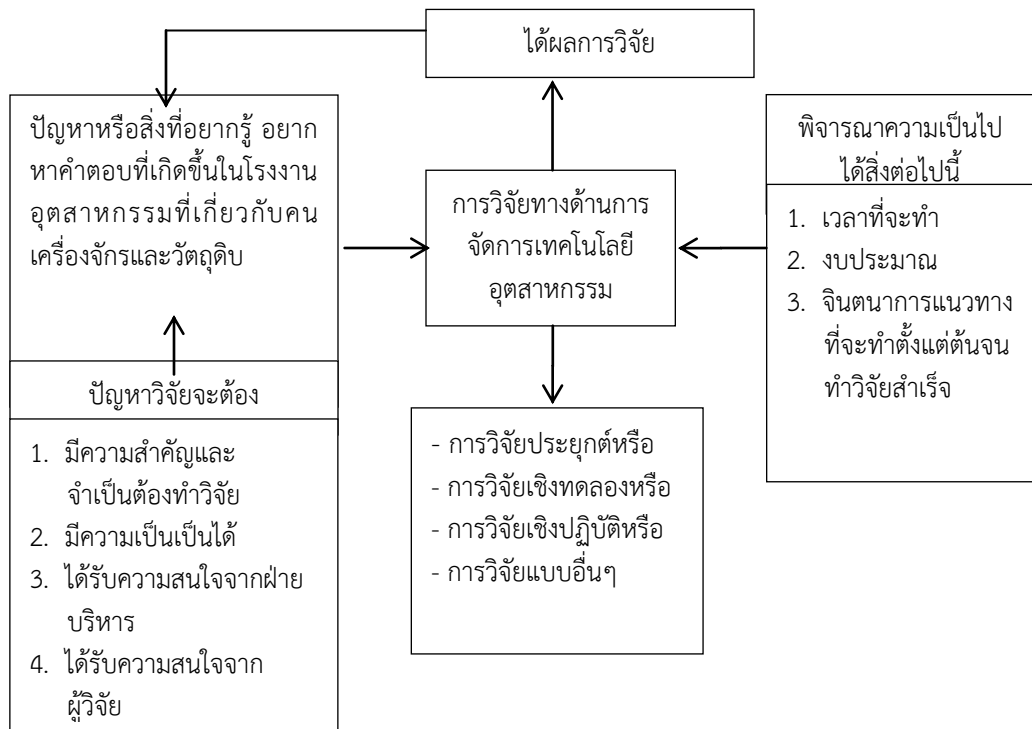 ได้ผลการวิจัย
ปัญหาหรือสิ่งที่อยากรู้ อยาก
หาคำตอบที่เกิดขึ้นในโรงงาน
อุตสาหกรรมที่เกี่ยวกับคน
เครื่องจักรและวัตถุดิบ
การวิจัยทางด้านการ
จัดการเทคโนโลยี
อุตสาหกรรม
พิจารณาความเป็นไป
ได้สิ่งต่อไปนี้
1. เวลาที่จะทำ
2. งบประมาณ
3. จินตนาการแนวทาง
ที่จะทำตั้งแต่ต้นจน
ทำวิจัยสำเร็จ
ปัญหาวิจัยจะต้อง
1. มีความสำคัญและ
จำเป็นต้องทำวิจัย
2. มีความเป็นเป็นได้
3. ได้รับความสนใจจากฝ่าย
บริหาร
4. ได้รับความสนใจจาก
ผู้วิจัย
- การวิจัยประยุกต์หรือ
- การวิจัยเชิงทดลองหรือ
- การวิจัยเชิงปฏิบัติหรือ
- การวิจัยแบบอื่นๆ